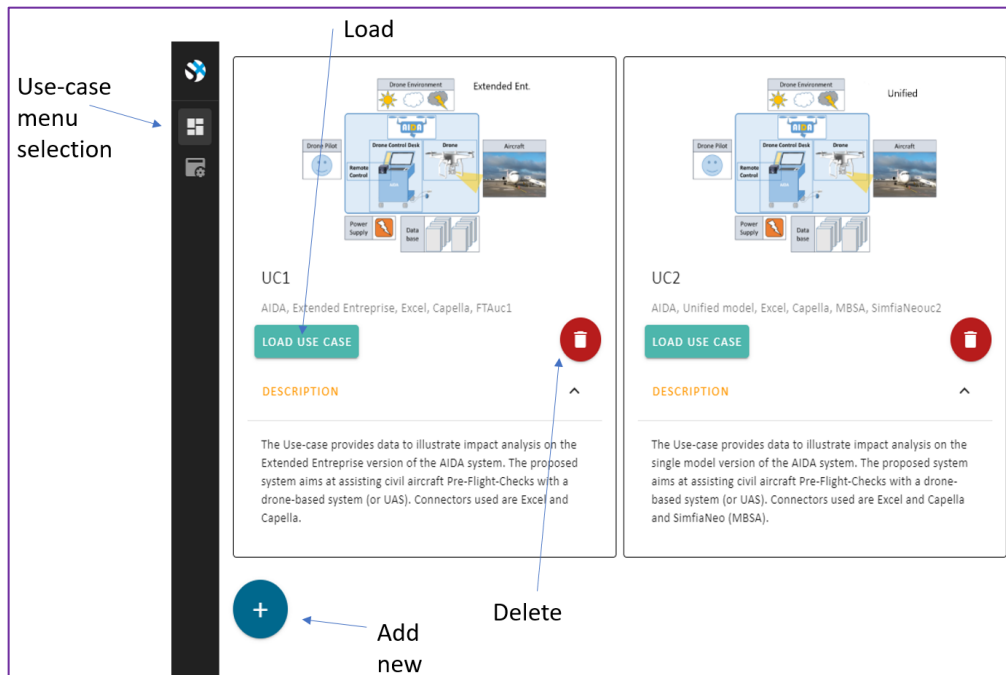 Load
Use-case
menu
selection
Drone Environment
Extended Ent.
AIDA
Drone Pilot
Drone Control Desk
Drone
Aircraft
Remote
Control
Power
Supply
Data
base
UC1
AIDA, Extended Entreprise, Excel, Capella, FTAuc1
LOAD USE CASE
DESCRIPTION
The Use-case provides data to illustrate impact analysis on the
Extended Entreprise version of the AIDA system. The proposed
system aims at assisting civil aircraft Pre-Flight-Checks with a
drone-based system (or UAS). Connectors used are Excel and
Capella.
Drone Environment
Unified
AIDA
Drone Pilot
Drone Control Desk
Drone
Aircraft
Remote
Control
Power
Supply
Data
base
UC2
AIDA, Unified model, Excel, Capella, MBSA, SimfiaNeouc2
LOAD USE CASE
DESCRIPTION
The Use-case provides data to illustrate impact analysis on the
single model version of the AIDA system. The proposed system
aims at assisting civil aircraft Pre-Flight-Checks with a drone-
based system (or UAS). Connectors used are Excel and Capella
and SimfiaNeo (MBSA).
+
Add
new
Delete